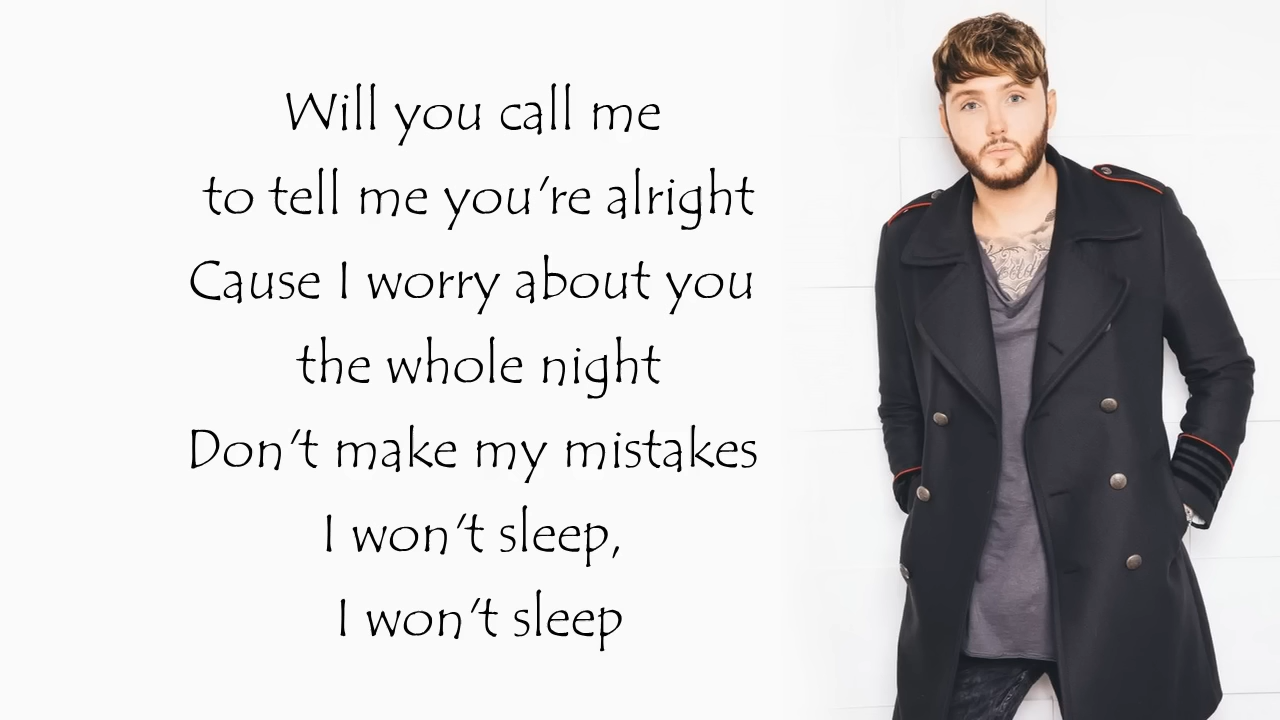 Will you call me
to tell me you're alright
Cause I worry about you
the whole night
Don't make my mistakes
I won't sleep,
I won't sleep